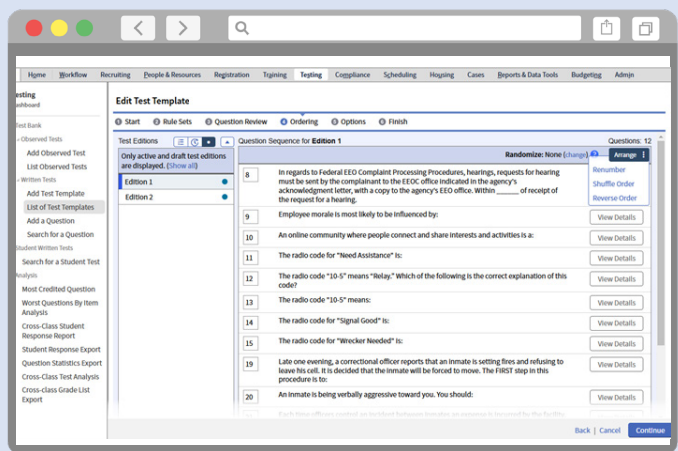 Home Workflow Recruiting People & Resources Registration Training Testing Compliance Scheduling Housing Cases Reports & Data Tools Budgeting Admin
esting
ashboard
Test Bank
Observed Tests
Add Observed Test
List Observed Tests
Written Tests
Add Test Template
List of Test Templates
Add a Question
Search for a Question
Student Written Tests
Search for a Student Test
Analysis
Most Credited Question
Worst Questions By Item
Analysis
Cross-Class Student
Response Report
Student Response Export
Question Statistics Export
Cross-Class Test Analysis
Cross-class Grade List
Export
Edit Test Template
1 Start 2 Rule Sets 3 Question Review 4 Ordering 5 Options 6 Finish
Test Editions
Only active and draft test editions
are displayed. (Show all)
Edition 1
Edition 2
Question Sequence for Edition 1 Questions: 12
Randomize: None (change) ? Arrange
Renumber
Shuffle Order
Reverse Order
8 In regards to Federal EEO Complaint Processing Procedures, hearings, requests for hearing
must be sent by the complainant to the EEOC office indicated in the agency's
acknowledgment letter, with a copy to the agency's EEO office. Within ______ of receipt of
the request for a hearing.
9 Employee morale is most likely to be influenced by: View Details
10 An online community where people connect and share interests and activities is a: View Details
11 The radio code for "Need Assistance" is: View Details
12 The radio code "10-5" means "Relay." Which of the following is the correct explanation of this
code? View Details
13 The radio code "10-5" means: View Details
14 The radio code for "Signal Good" is: View Details
15 The radio code for "Wrecker Needed" is: View Details
19 Late one evening, a correctional officer reports that an inmate is setting fires and refusing to
leave his cell. It is decided that the inmate will be forced to move. The FIRST step in this
procedure is to: View Details
20 An inmate is being verbally aggressive toward you. You should: View Details
Back | Cancel Continue